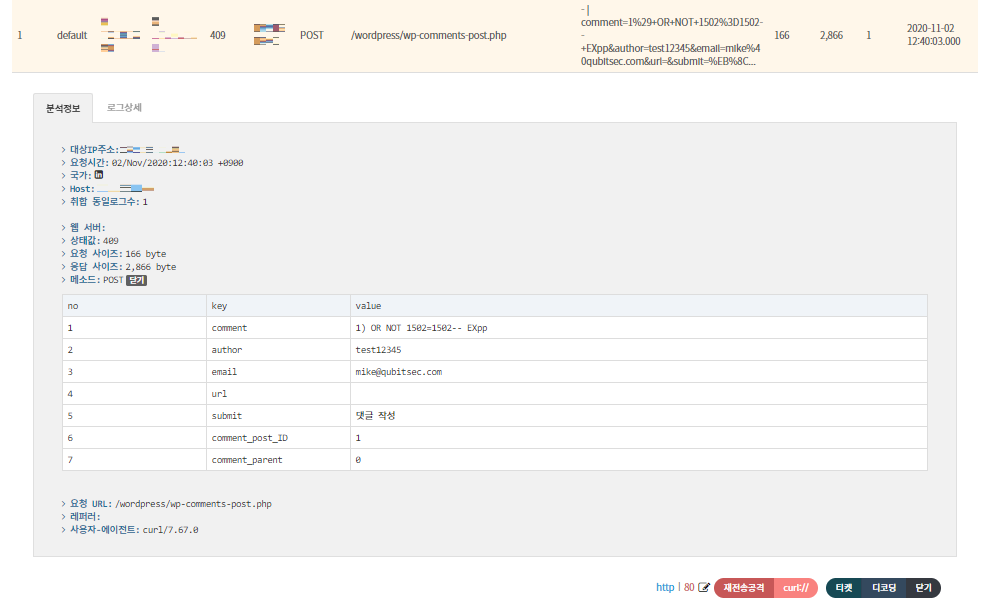 - |
comment=1%29+OR+NOT+1502%3D1502-
-
1 default 409 POST /wordpress/wp-comments-post.php +EXpp&author=test12345&email=mike%4 166 2,866 1 2020-11-02
0qubitsec.com&url=&submit=%EB%8C... 12:40:03.000
분석정보 로그상세
> 대상IP주소:
> 요청시간: 02/Nov/2020:12:40:03 +0900
> 국가:
> Host:
> 취합 동일로그수: 1
> 웹 서버:
> 상태값: 409
> 요청 사이즈: 166 byte
> 응답 사이즈: 2,866 byte
> 메소드: POST 닫기
no key value
1 comment 1) OR NOT 1502=1502-- EXpp
2 author test12345
3 email mike@qubitsec.com
4 url
5 submit 댓글 작성
6 comment_post_ID 1
7 comment_parent 0
> 요청 URL: /wordpress/wp-comments-post.php
> 레퍼러:
> 사용자-에이전트: curl/7.67.0
http | 80 재전송공격 curl:// 티켓 디코딩 닫기